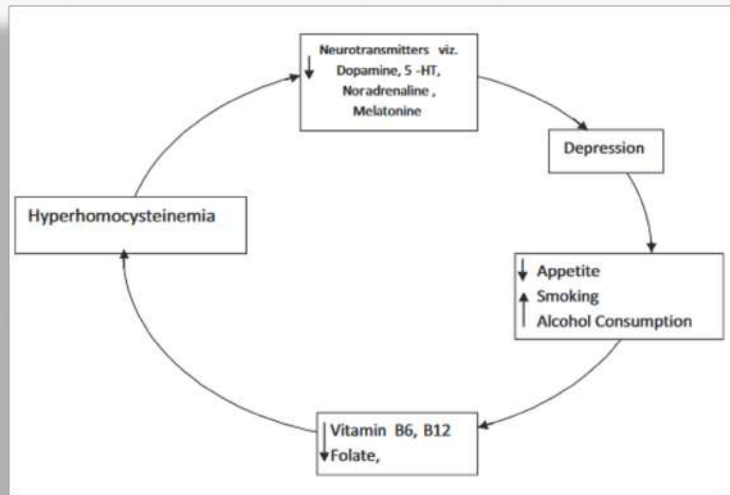 Neurotransmitters viz.
Dopamine, 5 -HT,
Noradrenaline ,
Melatonine
Depression
Hyperhomocysteinemia
Appetite
Smoking
Alcohol Consumption
Vitamin B6, B12
Folate,